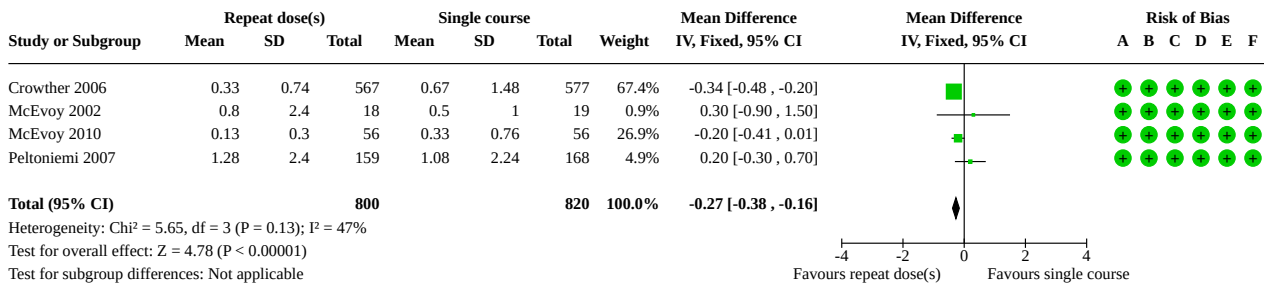 Repeat dose(s) Single course Mean Difference Mean Difference Risk of Bias
Study or Subgroup Mean SD Total Mean SD Total Weight IV, Fixed, 95% CI IV, Fixed, 95% CI A B C D E F
Crowther 2006 0.33 0.74 567 0.67 1.48 577 67.4% -0.34 [-0.48 , -0.20] + + + + + +
McEvoy 2002 0.8 2.4 18 0.5 1 19 0.9% 0.30 [-0.90 , 1.50] + + + + + +
McEvoy 2010 0.13 0.3 56 0.33 0.76 56 26.9% -0.20 [-0.41 , 0.01] + + + + + +
Peltoniemi 2007 1.28 2.4 159 1.08 2.24 168 4.9% 0.20 [-0.30 , 0.70] + + + + + +
Total (95% CI) 800 820 100.0% -0.27 [-0.38 , -0.16]
Heterogeneity: Chi² = 5.65, df = 3 (P = 0.13); I² = 47%
Test for overall effect: Z = 4.78 (P < 0.00001)
-4 -2 0 2 4
Test for subgroup differences: Not applicable
Favours repeat dose(s) Favours single course